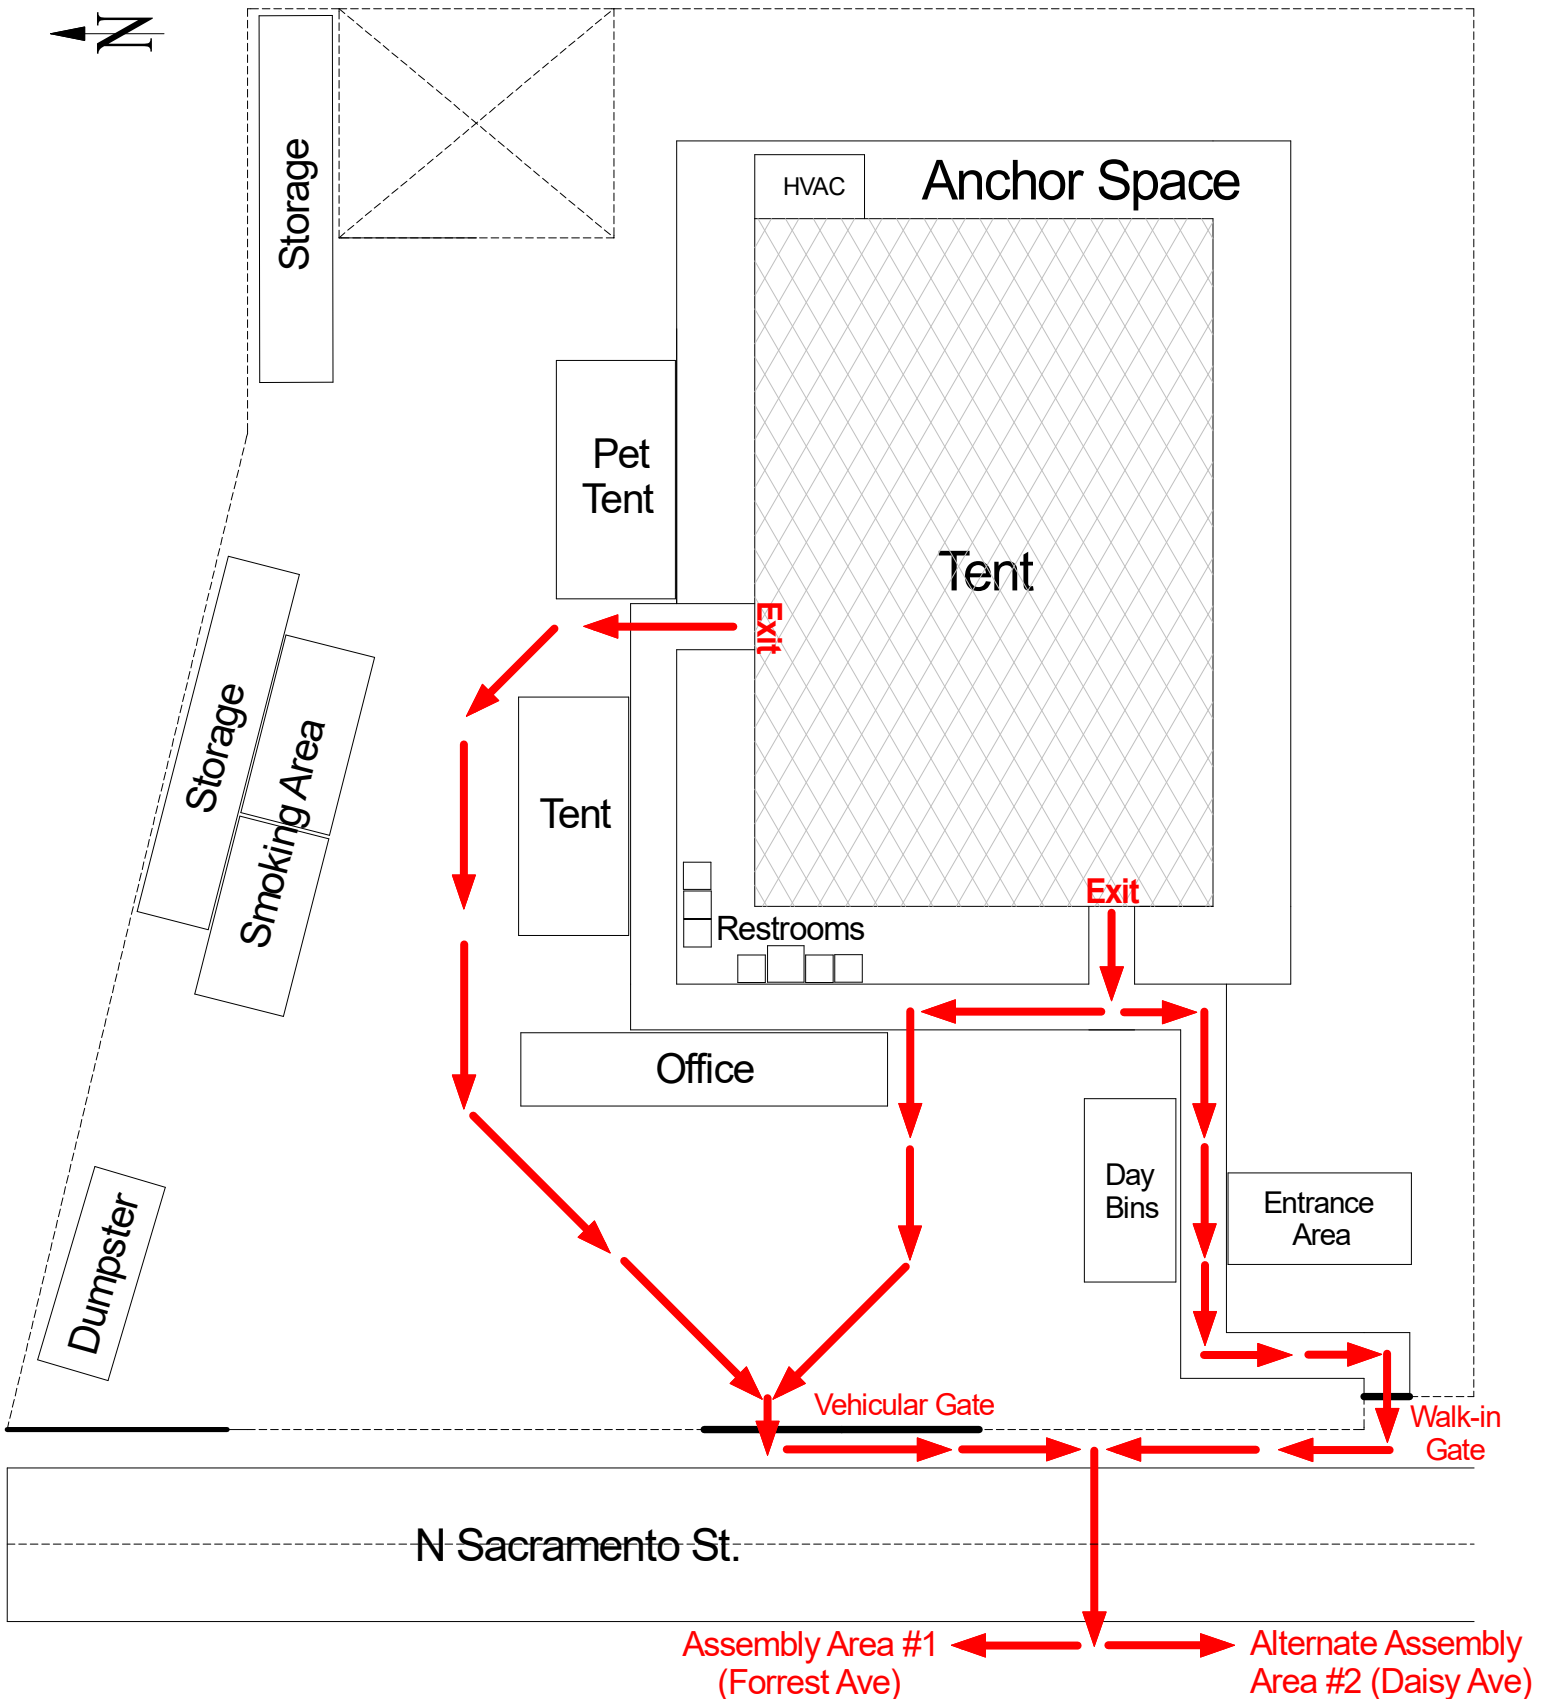 N
Storage
HVAC
Anchor Space
Pet
Tent
Tent
Exit
Storage
Smoking Area
Tent
Exit
Restrooms
Office
Day
Bins
Entrance
Area
Dumpster
Vehicular Gate
Walk-in
Gate
N Sacramento St.
Assembly Area #1
(Forrest Ave)
Alternate Assembly
Area #2 (Daisy Ave)